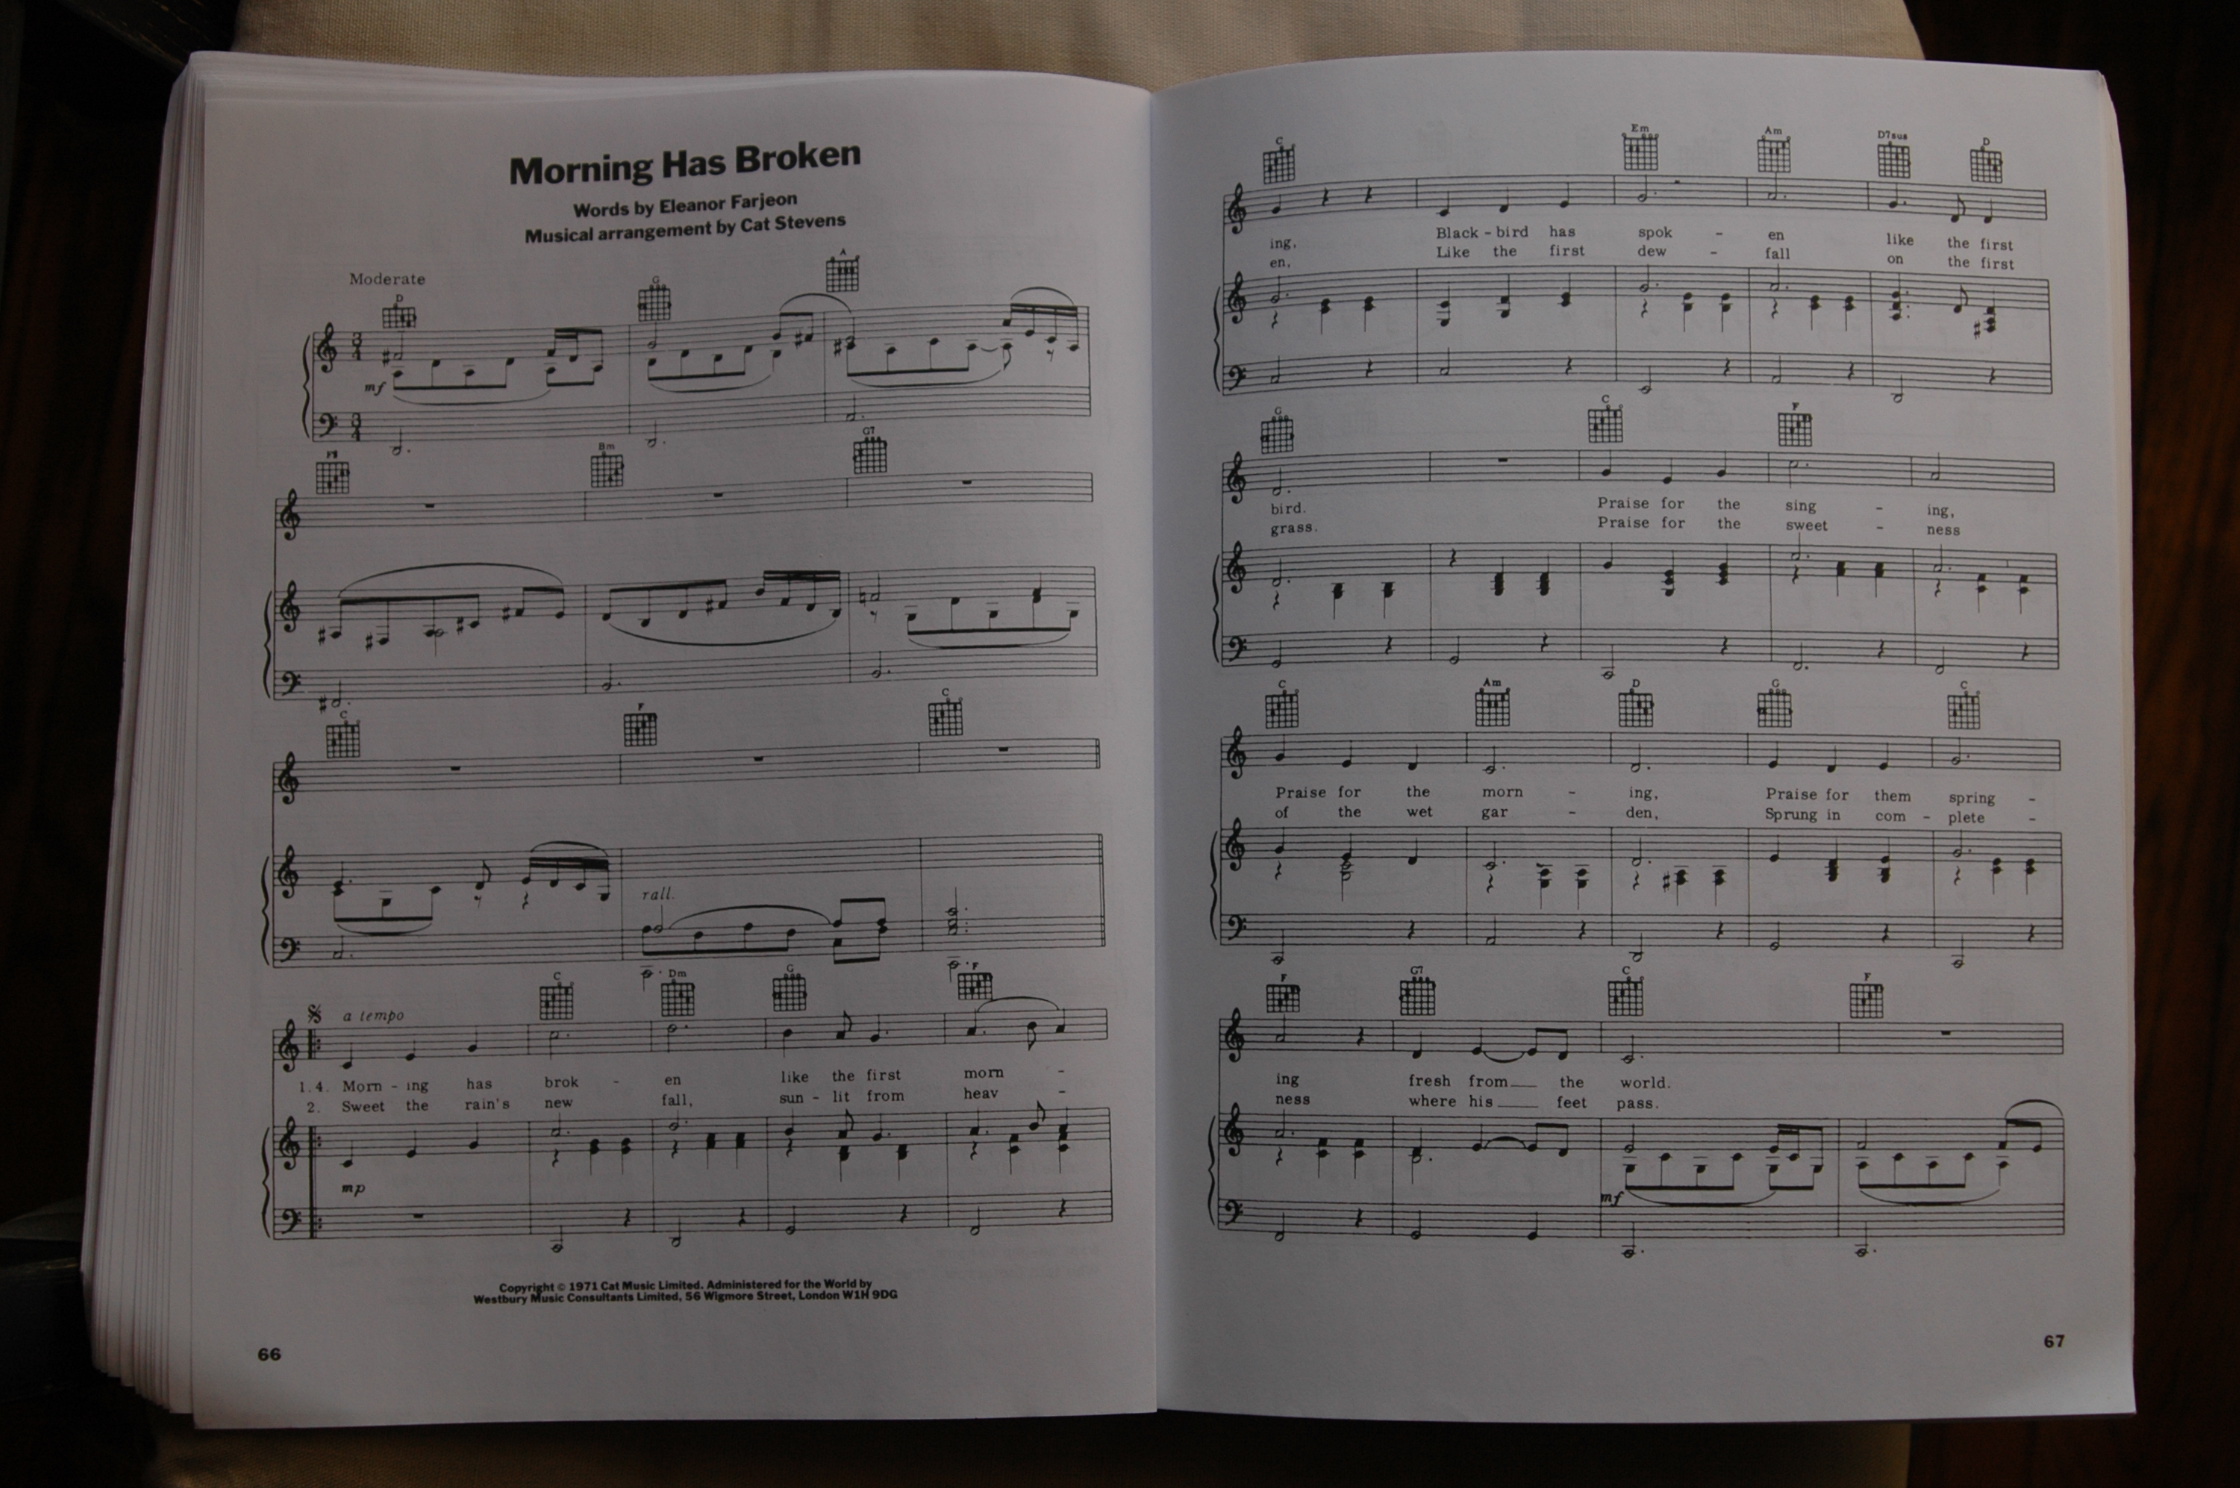 Morning Has Broken
Words by Eleanor Farjeon
Musical arrangement by Cat Stevens
Moderate
D G A
mf
F# Bm G7
C F C
rall.
a tempo
C Dm G F
1.4. Morn - ing has brok - en like the first morn -
2. Sweet the rain's new fall, sun - lit from heav -
mp
Copyright © 1971 Cat Music Limited. Administered for the World by
Westbury Music Consultants Limited, 56 Wigmore Street, London W1H 9DG
66
C Em Am D7sus D
ing, Black - bird has spok - en like the first
en, Like the first dew - fall on the first
G C F
bird. Praise for the sing - ing,
grass. Praise for the sweet - ness
C Am D G C
Praise for the morn - ing, Praise for them spring -
of the wet gar - den, Sprung in com - plete -
F G7 C F
ing fresh from the world.
ness where his feet pass.
mf
67